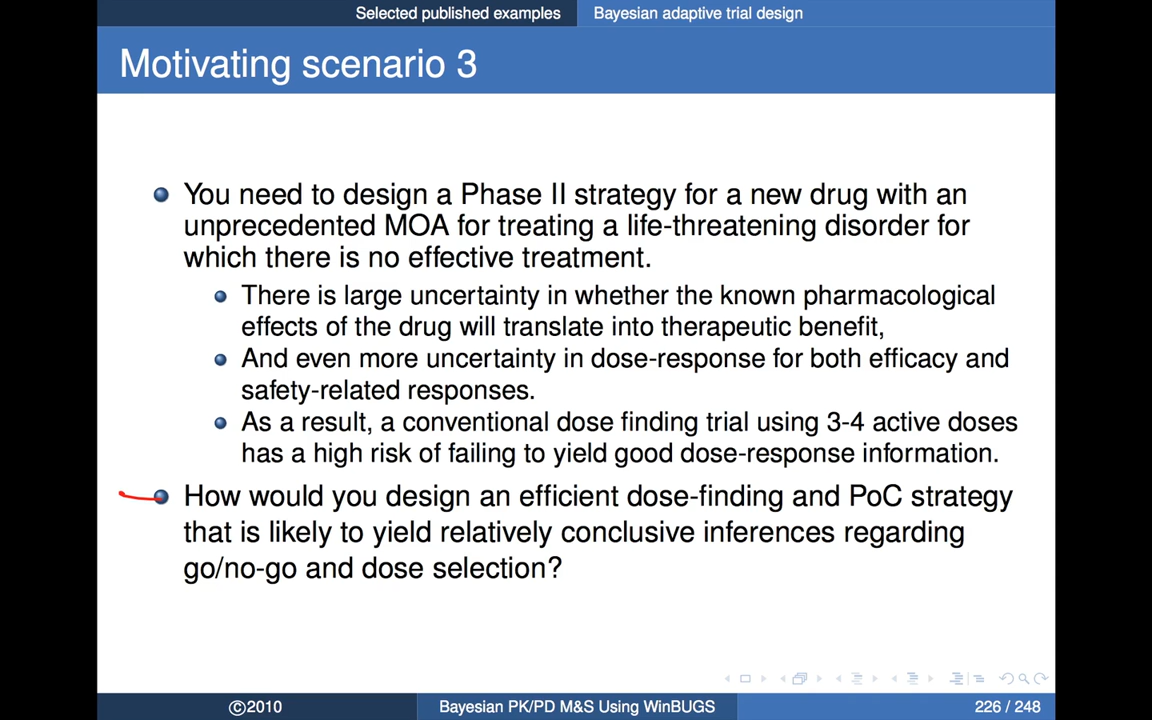 Selected published examples Bayesian adaptive trial design
Motivating scenario 3
You need to design a Phase II strategy for a new drug with an
unprecedented MOA for treating a life-threatening disorder for
which there is no effective treatment.
There is large uncertainty in whether the known pharmacological
effects of the drug will translate into therapeutic benefit,
And even more uncertainty in dose-response for both efficacy and
safety-related responses.
As a result, a conventional dose finding trial using 3-4 active doses
has a high risk of failing to yield good dose-response information.
How would you design an efficient dose-finding and PoC strategy
that is likely to yield relatively conclusive inferences regarding
go/no-go and dose selection?
©2010 Bayesian PK/PD M&S Using WinBUGS 226 / 248